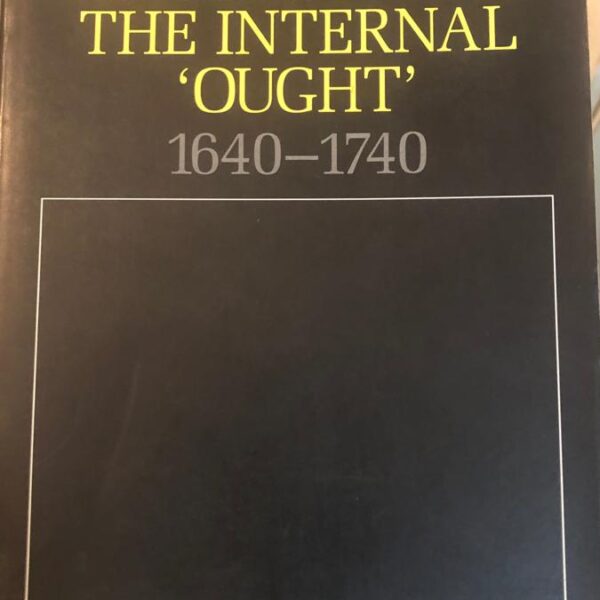 THE INTERNAL
‘OUGHT’
1640–1740